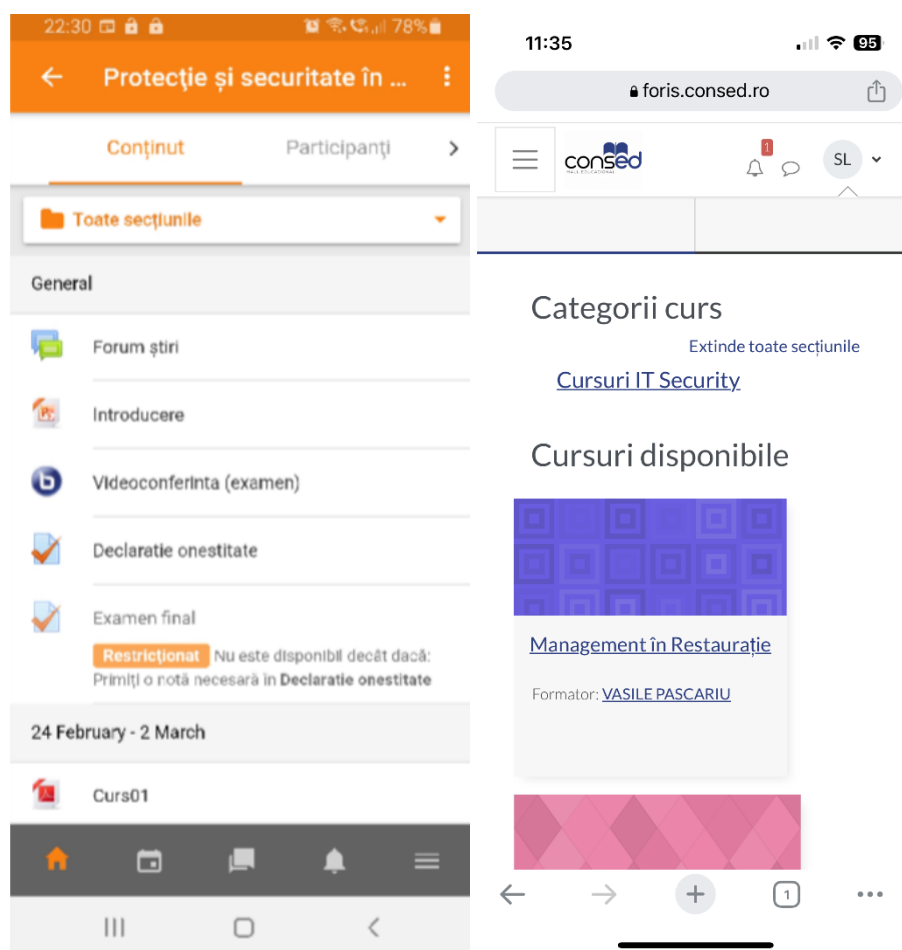 22:30
78%
Protecție și securitate în ...
Conținut
Participanți
Toate secțiunile
General
Forum știri
Introducere
Videoconferinta (examen)
Declaratie onestitate
Examen final
Restricționat Nu este disponibil decât dacă:
Primiți o notă necesară în Declaratie onestitate
24 February - 2 March
Curs01
11:35
95
foris.consed.ro
consed
MALL EDUCATIONAL
1
SL
Categorii curs
Extinde toate secțiunile
Cursuri IT Security
Cursuri disponibile
Management în Restaurație
Formator: VASILE PASCARIU
1